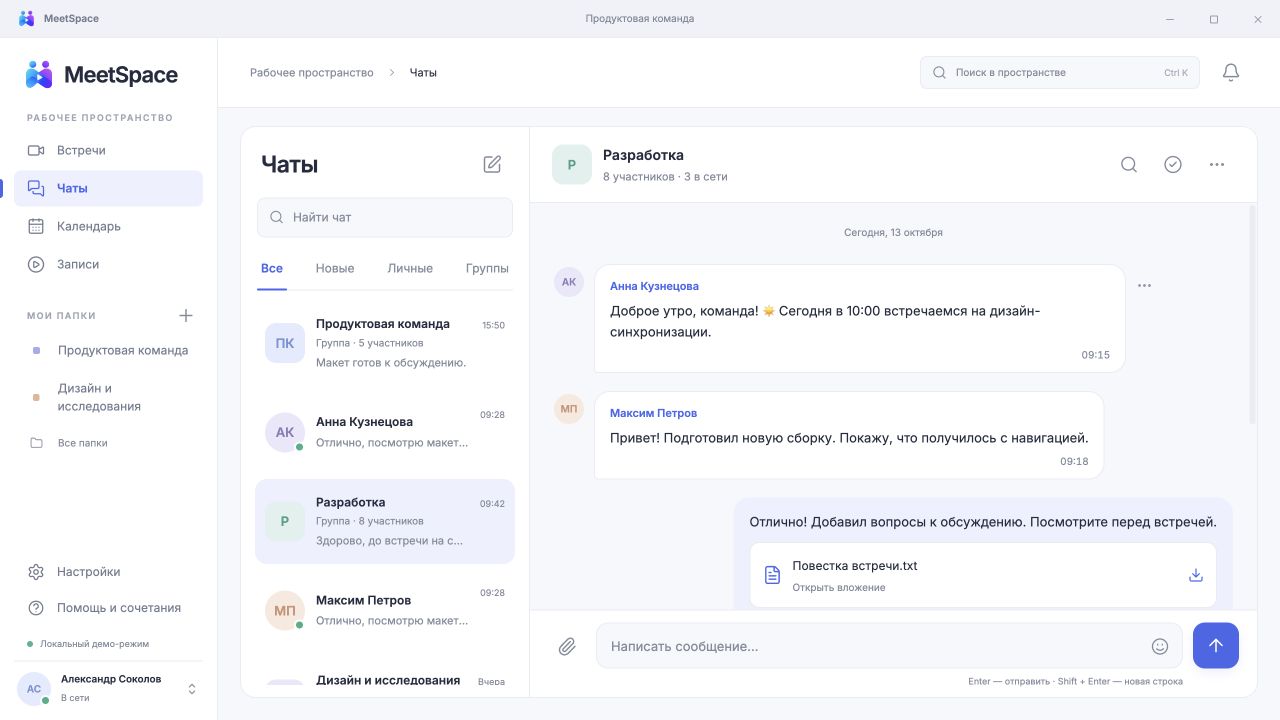 MeetSpace
Продуктовая команда
MeetSpace
РАБОЧЕЕ ПРОСТРАНСТВО
Встречи
Чаты
Календарь
Записи
МОИ ПАПКИ
Продуктовая команда
Дизайн и
исследования
Все папки
Настройки
Помощь и сочетания
Локальный демо-режим
АС
Александр Соколов
В сети
Рабочее пространство
Чаты
Поиск в пространстве
Ctrl K
Чаты
Найти чат
Все
Новые
Личные
Группы
ПК
Продуктовая команда
15:50
Группа · 5 участников
Макет готов к обсуждению.
АК
Анна Кузнецова
09:28
Отлично, посмотрю макет...
Р
Разработка
09:42
Группа · 8 участников
Здорово, до встречи на с...
МП
Максим Петров
09:28
Отлично, посмотрю макет...
Дизайн и исследования
Вчера
Р
Разработка
8 участников · 3 в сети
Сегодня, 13 октября
АК
Анна Кузнецова
Доброе утро, команда! ☀️ Сегодня в 10:00 встречаемся на дизайн-
синхронизации.
09:15
МП
Максим Петров
Привет! Подготовил новую сборку. Покажу, что получилось с навигацией.
09:18
Отлично! Добавил вопросы к обсуждению. Посмотрите перед встречей.
Повестка встречи.txt
Открыть вложение
Написать сообщение...
Enter — отправить · Shift + Enter — новая строка